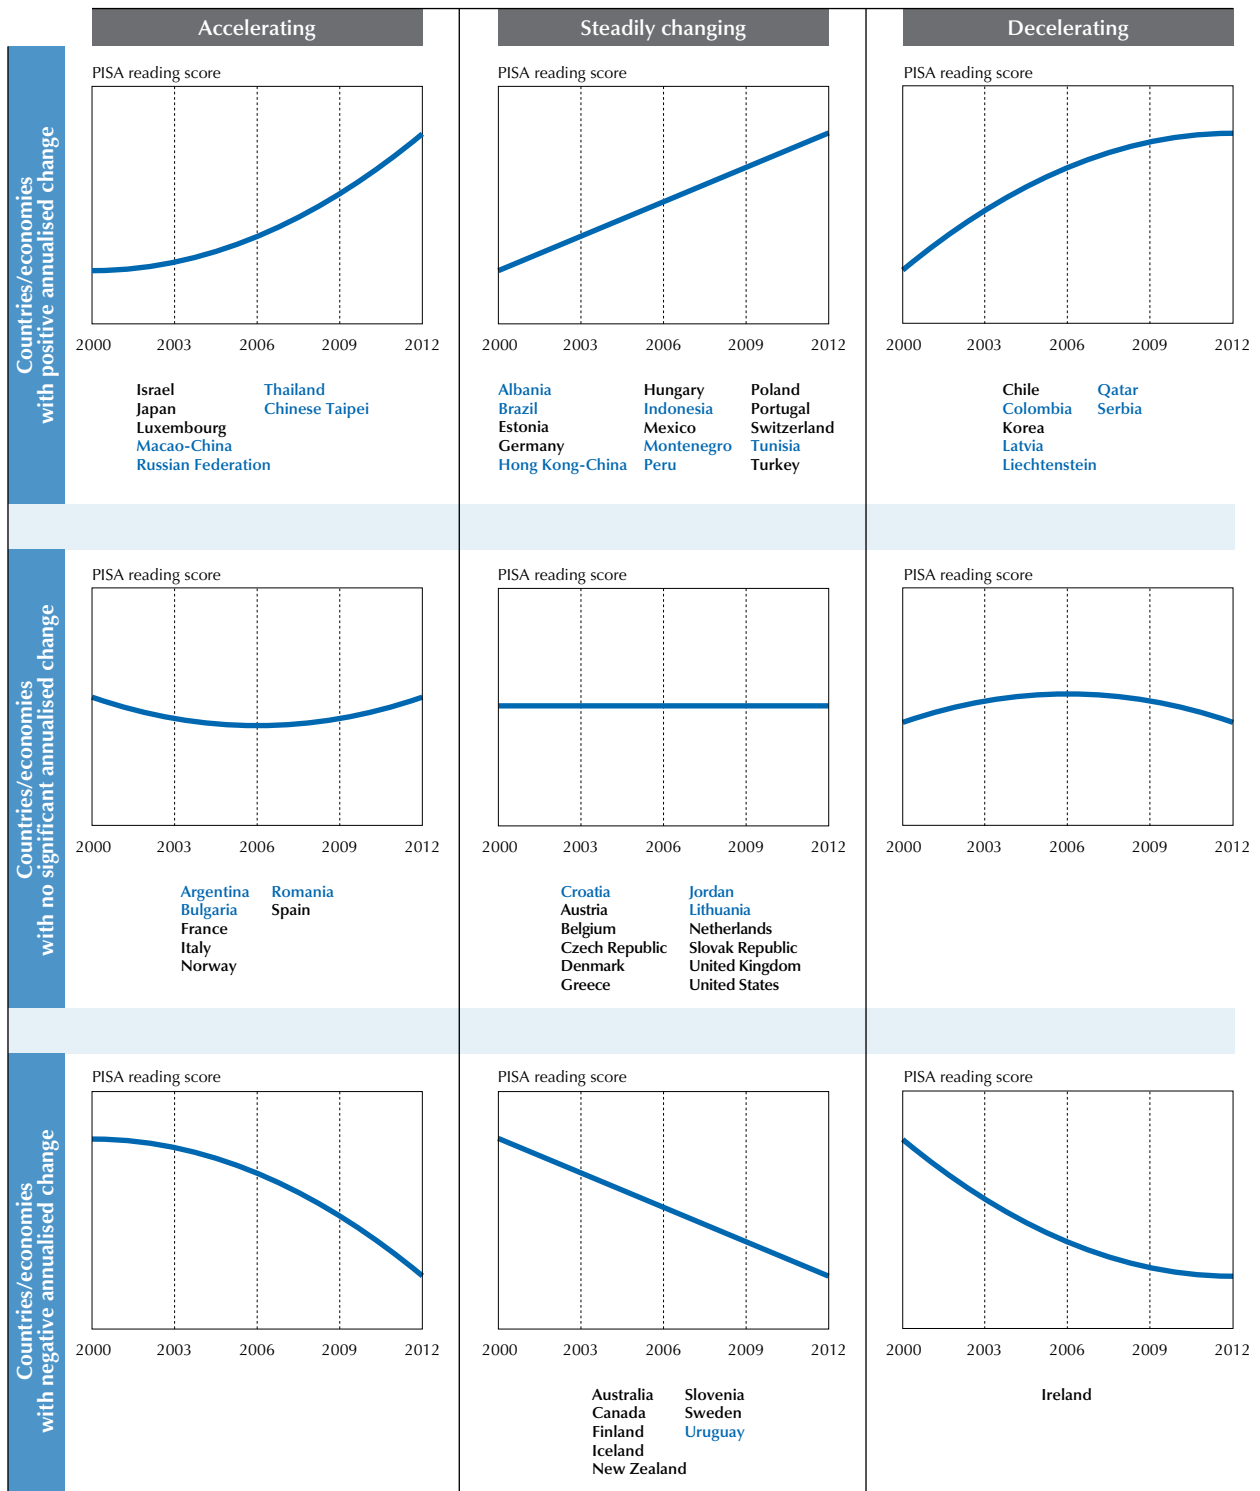 Accelerating
Steadily changing
Decelerating
Countries/economies
with positive annualised change
PISA reading score
2000 2003 2006 2009 2012
Israel Thailand
Japan Chinese Taipei
Luxembourg
Macao-China
Russian Federation
PISA reading score
2000 2003 2006 2009 2012
Albania Hungary Poland
Brazil Indonesia Portugal
Estonia Mexico Switzerland
Germany Montenegro Tunisia
Hong Kong-China Peru Turkey
PISA reading score
2000 2003 2006 2009 2012
Chile Qatar
Colombia Serbia
Korea
Latvia
Liechtenstein
Countries/economies
with no significant annualised change
PISA reading score
2000 2003 2006 2009 2012
Argentina Romania
Bulgaria Spain
France
Italy
Norway
PISA reading score
2000 2003 2006 2009 2012
Croatia Jordan
Austria Lithuania
Belgium Netherlands
Czech Republic Slovak Republic
Denmark United Kingdom
Greece United States
PISA reading score
2000 2003 2006 2009 2012
Countries/economies
with negative annualised change
PISA reading score
2000 2003 2006 2009 2012
PISA reading score
2000 2003 2006 2009 2012
Australia Slovenia
Canada Sweden
Finland Uruguay
Iceland
New Zealand
PISA reading score
2000 2003 2006 2009 2012
Ireland